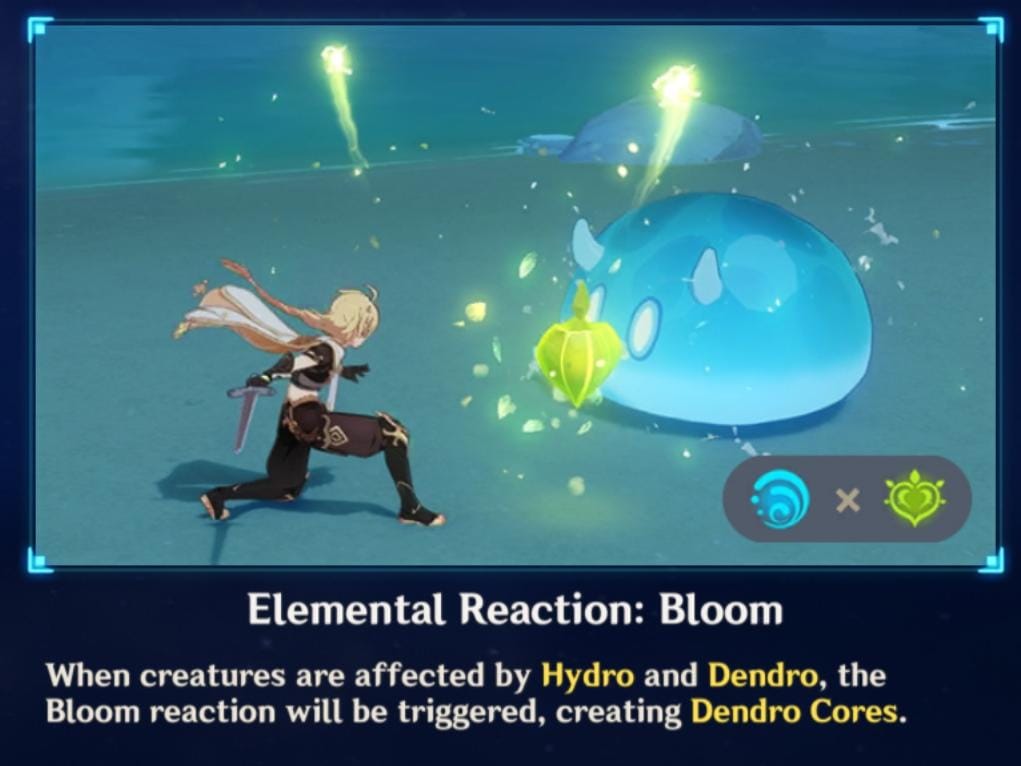 Elemental Reaction: Bloom
When creatures are affected by Hydro and Dendro, the
Bloom reaction will be triggered, creating Dendro Cores.